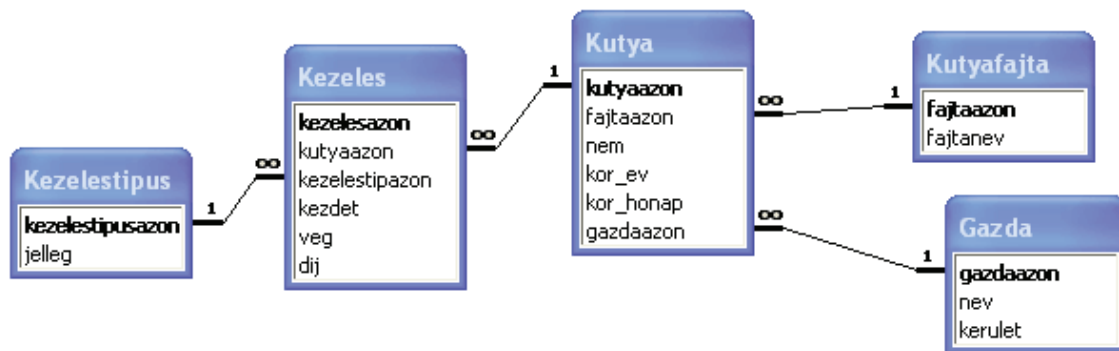 Kezelestipus
kezelestipusazon
jelleg
1
∞
Kezeles
kezelesazon
kutyaazon
kezelestipazon
kezdet
veg
dij
∞
1
Kutya
kutyaazon
fajtaazon
nem
kor_ev
kor_honap
gazdaazon
∞
1
Kutyafajta
fajtaazon
fajtanev
∞
1
Gazda
gazdaazon
nev
kerulet